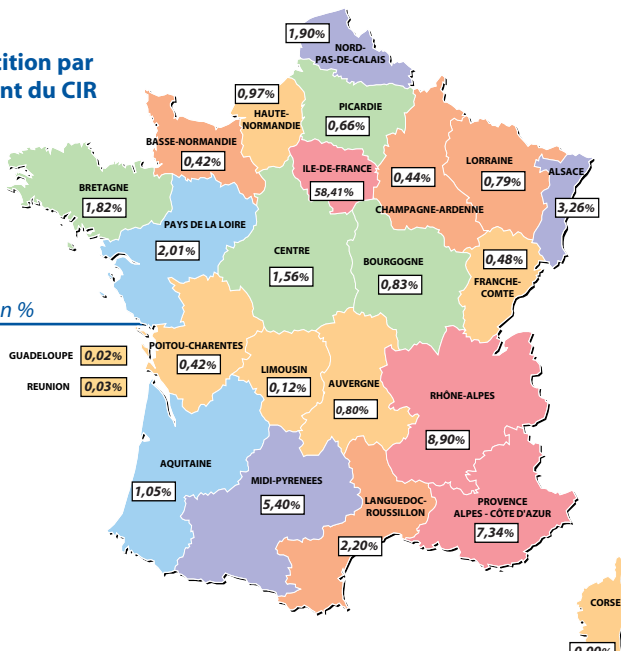 ition par
nt du CIR
n %
1,90%
NORD-
PAS-DE-CALAIS
0,97%
HAUTE-
NORMANDIE
PICARDIE
0,66%
BASSE-NORMANDIE
0,42%
ILE-DE-FRANCE
58,41%
0,44%
CHAMPAGNE-ARDENNE
LORRAINE
0,79%
ALSACE
3,26%
BRETAGNE
1,82%
PAYS DE LA LOIRE
2,01%
CENTRE
1,56%
BOURGOGNE
0,83%
0,48%
FRANCHE-
COMTE
GUADELOUPE 0,02%
REUNION 0,03%
POITOU-CHARENTES
0,42%
LIMOUSIN
0,12%
AUVERGNE
0,80%
RHÔNE-ALPES
8,90%
AQUITAINE
1,05%
MIDI-PYRENEES
5,40%
LANGUEDOC-
ROUSSILLON
2,20%
PROVENCE
ALPES - CÔTE D'AZUR
7,34%
CORSE